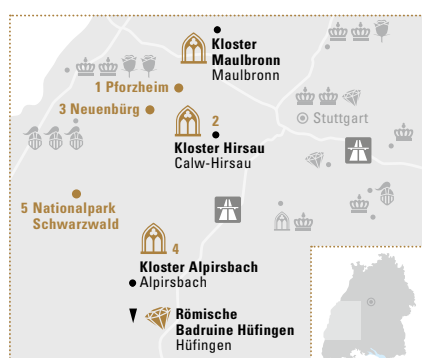 Kloster
Maulbronn
Maulbronn
1 Pforzheim
3 Neuenbürg
2
Stuttgart
Kloster Hirsau
Calw-Hirsau
5 Nationalpark
Schwarzwald
4
Kloster Alpirsbach
Alpirsbach
Römische
Badruine Hüfingen
Hüfingen